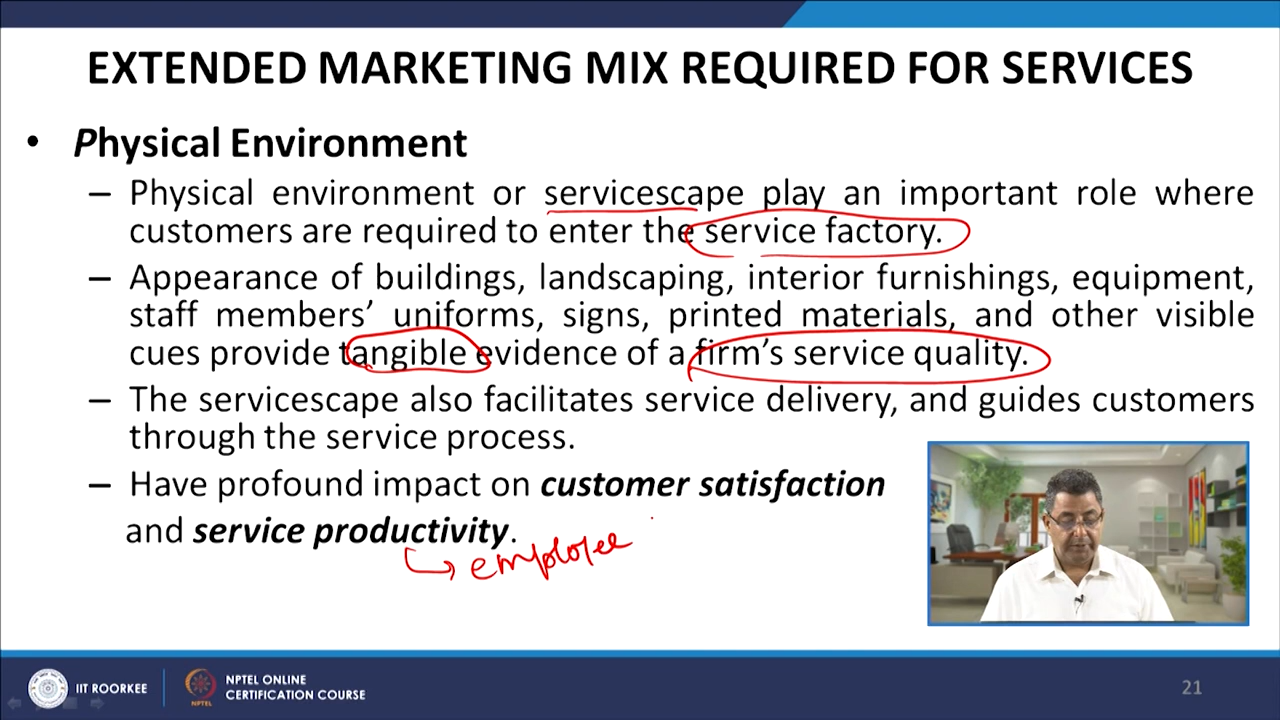 EXTENDED MARKETING MIX REQUIRED FOR SERVICES
• Physical Environment
– Physical environment or servicescape play an important role where
customers are required to enter the service factory.
– Appearance of buildings, landscaping, interior furnishings, equipment,
staff members’ uniforms, signs, printed materials, and other visible
cues provide tangible evidence of a firm’s service quality.
– The servicescape also facilitates service delivery, and guides customers
through the service process.
– Have profound impact on customer satisfaction
and service productivity.
employee
IIT ROORKEE
NPTEL
NPTEL ONLINE
CERTIFICATION COURSE
21